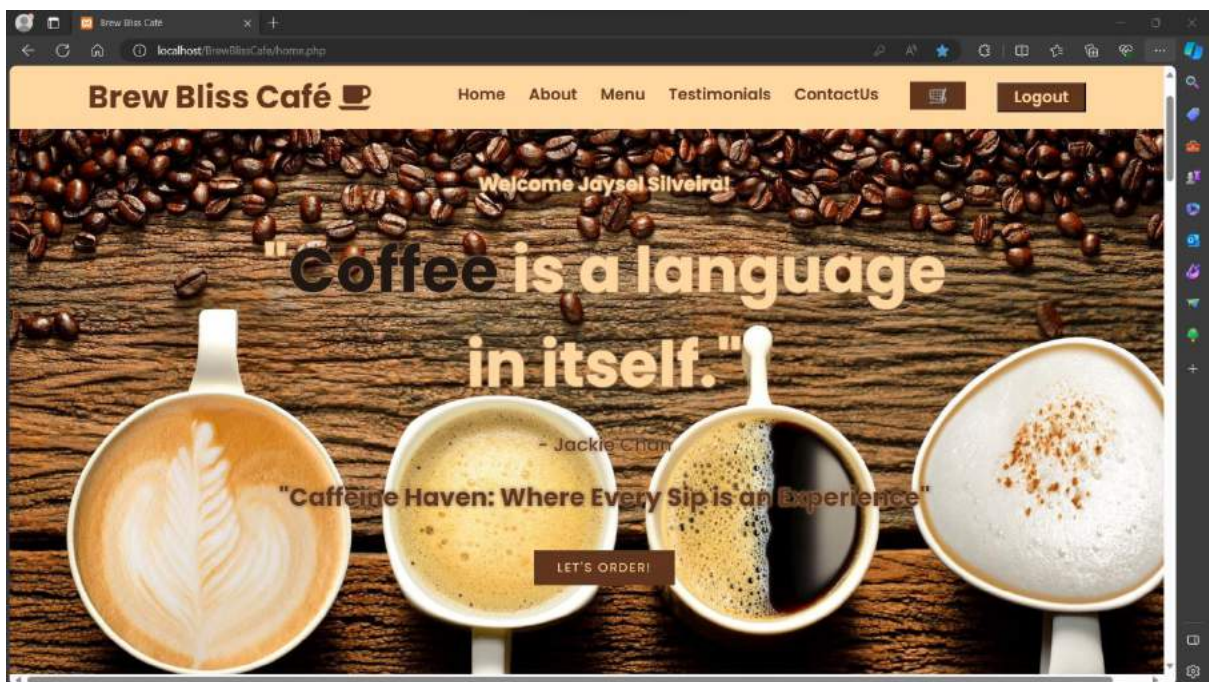 Brew Bliss Café
localhost/BrewBlissCafe/home.php
Brew Bliss Café
Home About Menu Testimonials ContactUs Logout
Welcome Jaysel Silveira!
"Coffee is a language
in itself."
- Jackie Chan
"Caffeine Haven: Where Every Sip is an Experience"
LET'S ORDER!